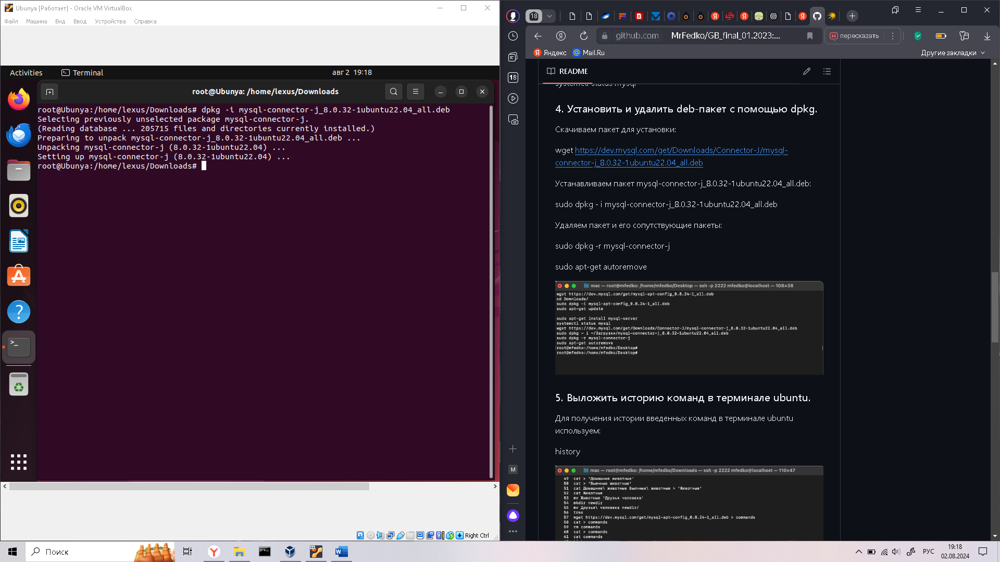 Ubunya [Работает] - Oracle VM VirtualBox
Файл Машина Вид Ввод Устройства Справка
Activities Terminal авг 2 19:18
root@Ubunya: /home/lexus/Downloads
root@Ubunya:/home/lexus/Downloads# dpkg -i mysql-connector-j_8.0.32-1ubuntu22.04_all.deb
Selecting previously unselected package mysql-connector-j.
(Reading database ... 205715 files and directories currently installed.)
Preparing to unpack mysql-connector-j_8.0.32-1ubuntu22.04_all.deb ...
Unpacking mysql-connector-j (8.0.32-1ubuntu22.04) ...
Setting up mysql-connector-j (8.0.32-1ubuntu22.04) ...
root@Ubunya:/home/lexus/Downloads#
Right Ctrl
18
github.com MrFedko/GB_final_01.2023:... пересказать
Яндекс Mail.Ru Другие закладки
18
M
README
systemctl status mysql
4. Установить и удалить deb-пакет с помощью dpkg.
Скачиваем пакет для установки:
wget https://dev.mysql.com/get/Downloads/Connector-J/mysql-
connector-j_8.0.32-1ubuntu22.04_all.deb
Устанавливаем пакет mysql-connector-j_8.0.32-1ubuntu22.04_all.deb:
sudo dpkg - i mysql-connector-j_8.0.32-1ubuntu22.04_all.deb
Удаляем пакет и его сопутствующие пакеты:
sudo dpkg -r mysql-connector-j
sudo apt-get autoremove
mac — root@mfedko: /home/mfedko/Desktop — ssh -p 2222 mfedko@localhost — 108×38
wget https://dev.mysql.com/get/mysql-apt-config_0.8.24-1_all.deb
cd Downloads/
sudo dpkg -i mysql-apt-config_0.8.24-1_all.deb
sudo apt-get update
sudo apt-get install mysql-server
systemctl status mysql
wget https://dev.mysql.com/get/Downloads/Connector-J/mysql-connector-j_8.0.32-1ubuntu22.04_all.deb
sudo dpkg - i ~/Загрузки/mysql-connector-j_8.0.32-1ubuntu22.04_all.deb
sudo dpkg -r mysql-connector-j
sudo apt-get autoremove
root@mfedko:/home/mfedko/Desktop#
root@mfedko:/home/mfedko/Desktop#
5. Выложить историю команд в терминале ubuntu.
Для получения истории введенных команд в терминале ubuntu
используем:
history
mac — root@mfedko: /home/mfedko/Downloads — ssh -p 2222 mfedko@localhost — 110×47
49 cat > 'Домашние животные'
50 cat > 'Вьючные животные'
51 cat Домашние\ животные Вьючные\ животные > 'Животные'
52 cat Животные
53 mv Животные 'Друзья человека'
54 mkdir newdir
55 mv Друзья\ человека newdir/
56 tree
57 wget https://dev.mysql.com/get/mysql-apt-config_0.8.24-1_all.deb > commands
58 cat > commands
59 rm commands
60 cat > commands
61 cat commands
Поиск
РУС
19:18
02.08.2024